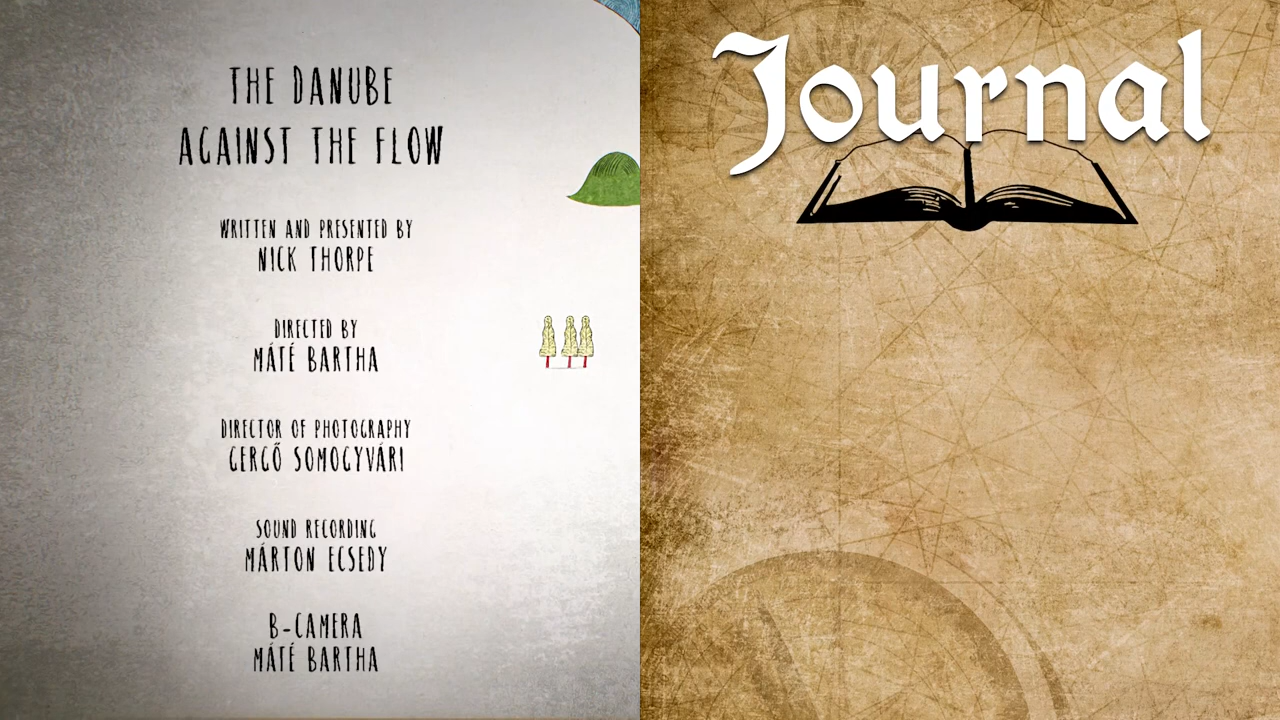 THE DANUBE
AGAINST THE FLOW
WRITTEN AND PRESENTED BY
NICK THORPE
DIRECTED BY
MÁTÉ BARTHA
DIRECTOR OF PHOTOGRAPHY
GERGŐ SOMOGYVÁRI
SOUND RECORDING
MÁRTON ECSEDY
B-CAMERA
MÁTÉ BARTHA
Journal